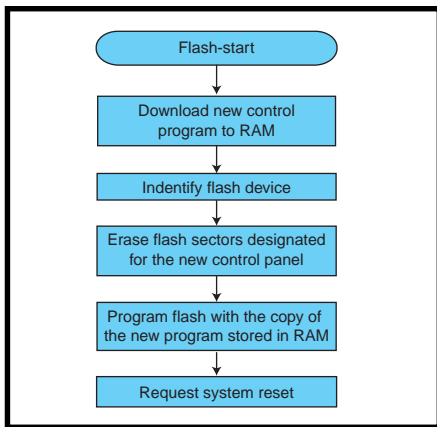 Flash-start
Download new control
program to RAM
Indentify flash device
Erase flash sectors designated
for the new control panel
Program flash with the copy of
the new program stored in RAM
Request system reset